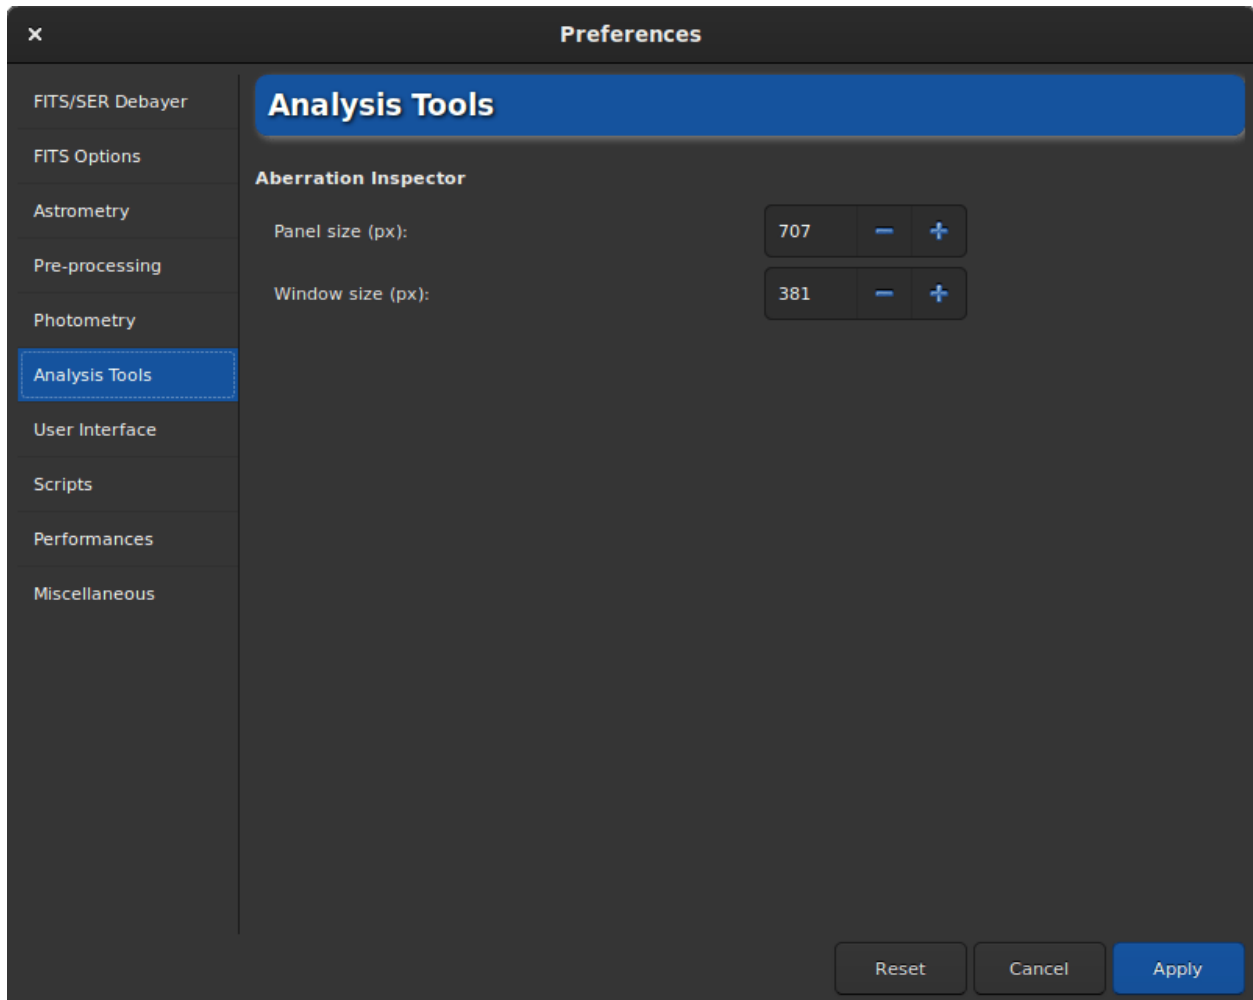 Preferences
FITS/SER Debayer
FITS Options
Astrometry
Pre-processing
Photometry
Analysis Tools
User Interface
Scripts
Performances
Miscellaneous
Analysis Tools
Aberration Inspector
Panel size (px): 707
Window size (px): 381
Reset Cancel Apply